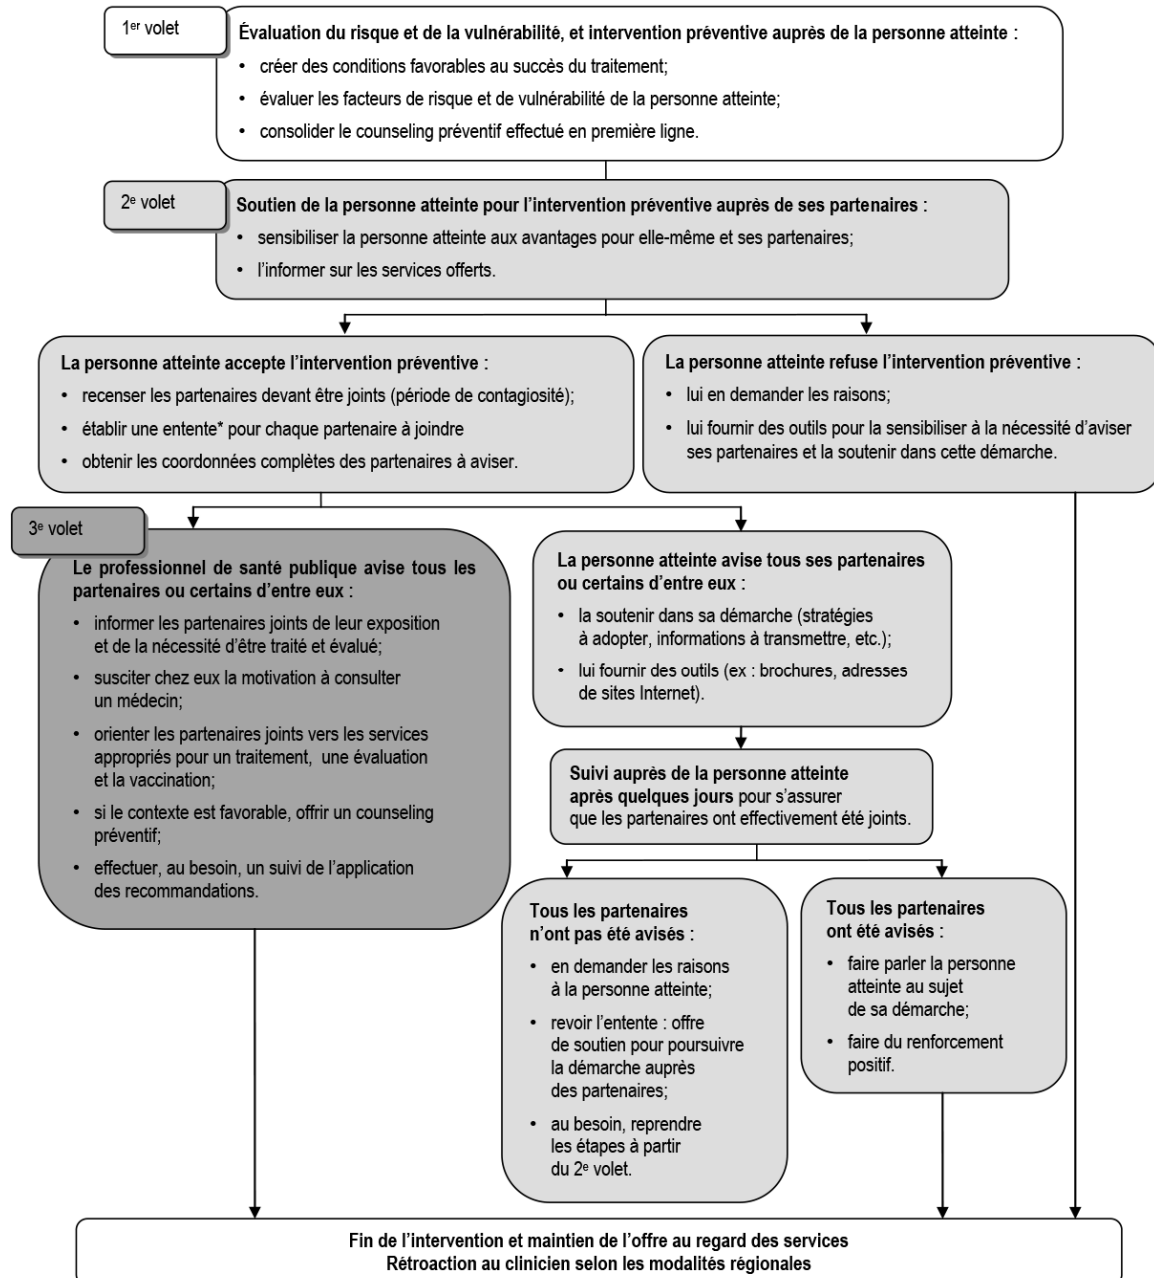 1er volet
Évaluation du risque et de la vulnérabilité, et intervention préventive auprès de la personne atteinte :
• créer des conditions favorables au succès du traitement;
• évaluer les facteurs de risque et de vulnérabilité de la personne atteinte;
• consolider le counseling préventif effectué en première ligne.
2e volet
Soutien de la personne atteinte pour l'intervention préventive auprès de ses partenaires :
• sensibiliser la personne atteinte aux avantages pour elle-même et ses partenaires;
• l'informer sur les services offerts.
La personne atteinte accepte l'intervention préventive :
• recenser les partenaires devant être joints (période de contagiosité);
• établir une entente* pour chaque partenaire à joindre
• obtenir les coordonnées complètes des partenaires à aviser.
La personne atteinte refuse l'intervention préventive :
• lui en demander les raisons;
• lui fournir des outils pour la sensibiliser à la nécessité d'aviser
ses partenaires et la soutenir dans cette démarche.
3e volet
Le professionnel de santé publique avise tous les
partenaires ou certains d'entre eux :
• informer les partenaires joints de leur exposition
et de la nécessité d'être traité et évalué;
• susciter chez eux la motivation à consulter
un médecin;
• orienter les partenaires joints vers les services
appropriés pour un traitement, une évaluation
et la vaccination;
• si le contexte est favorable, offrir un counseling
préventif;
• effectuer, au besoin, un suivi de l'application
des recommandations.
La personne atteinte avise tous ses partenaires
ou certains d'entre eux :
• la soutenir dans sa démarche (stratégies
à adopter, informations à transmettre, etc.);
• lui fournir des outils (ex : brochures, adresses
de sites Internet).
Suivi auprès de la personne atteinte
après quelques jours pour s'assurer
que les partenaires ont effectivement été joints.
Tous les partenaires
n'ont pas été avisés :
• en demander les raisons
à la personne atteinte;
• revoir l'entente : offre
de soutien pour poursuivre
la démarche auprès
des partenaires;
• au besoin, reprendre
les étapes à partir
du 2e volet.
Tous les partenaires
ont été avisés :
• faire parler la personne
atteinte au sujet
de sa démarche;
• faire du renforcement
positif.
Fin de l'intervention et maintien de l'offre au regard des services
Rétroaction au clinicien selon les modalités régionales